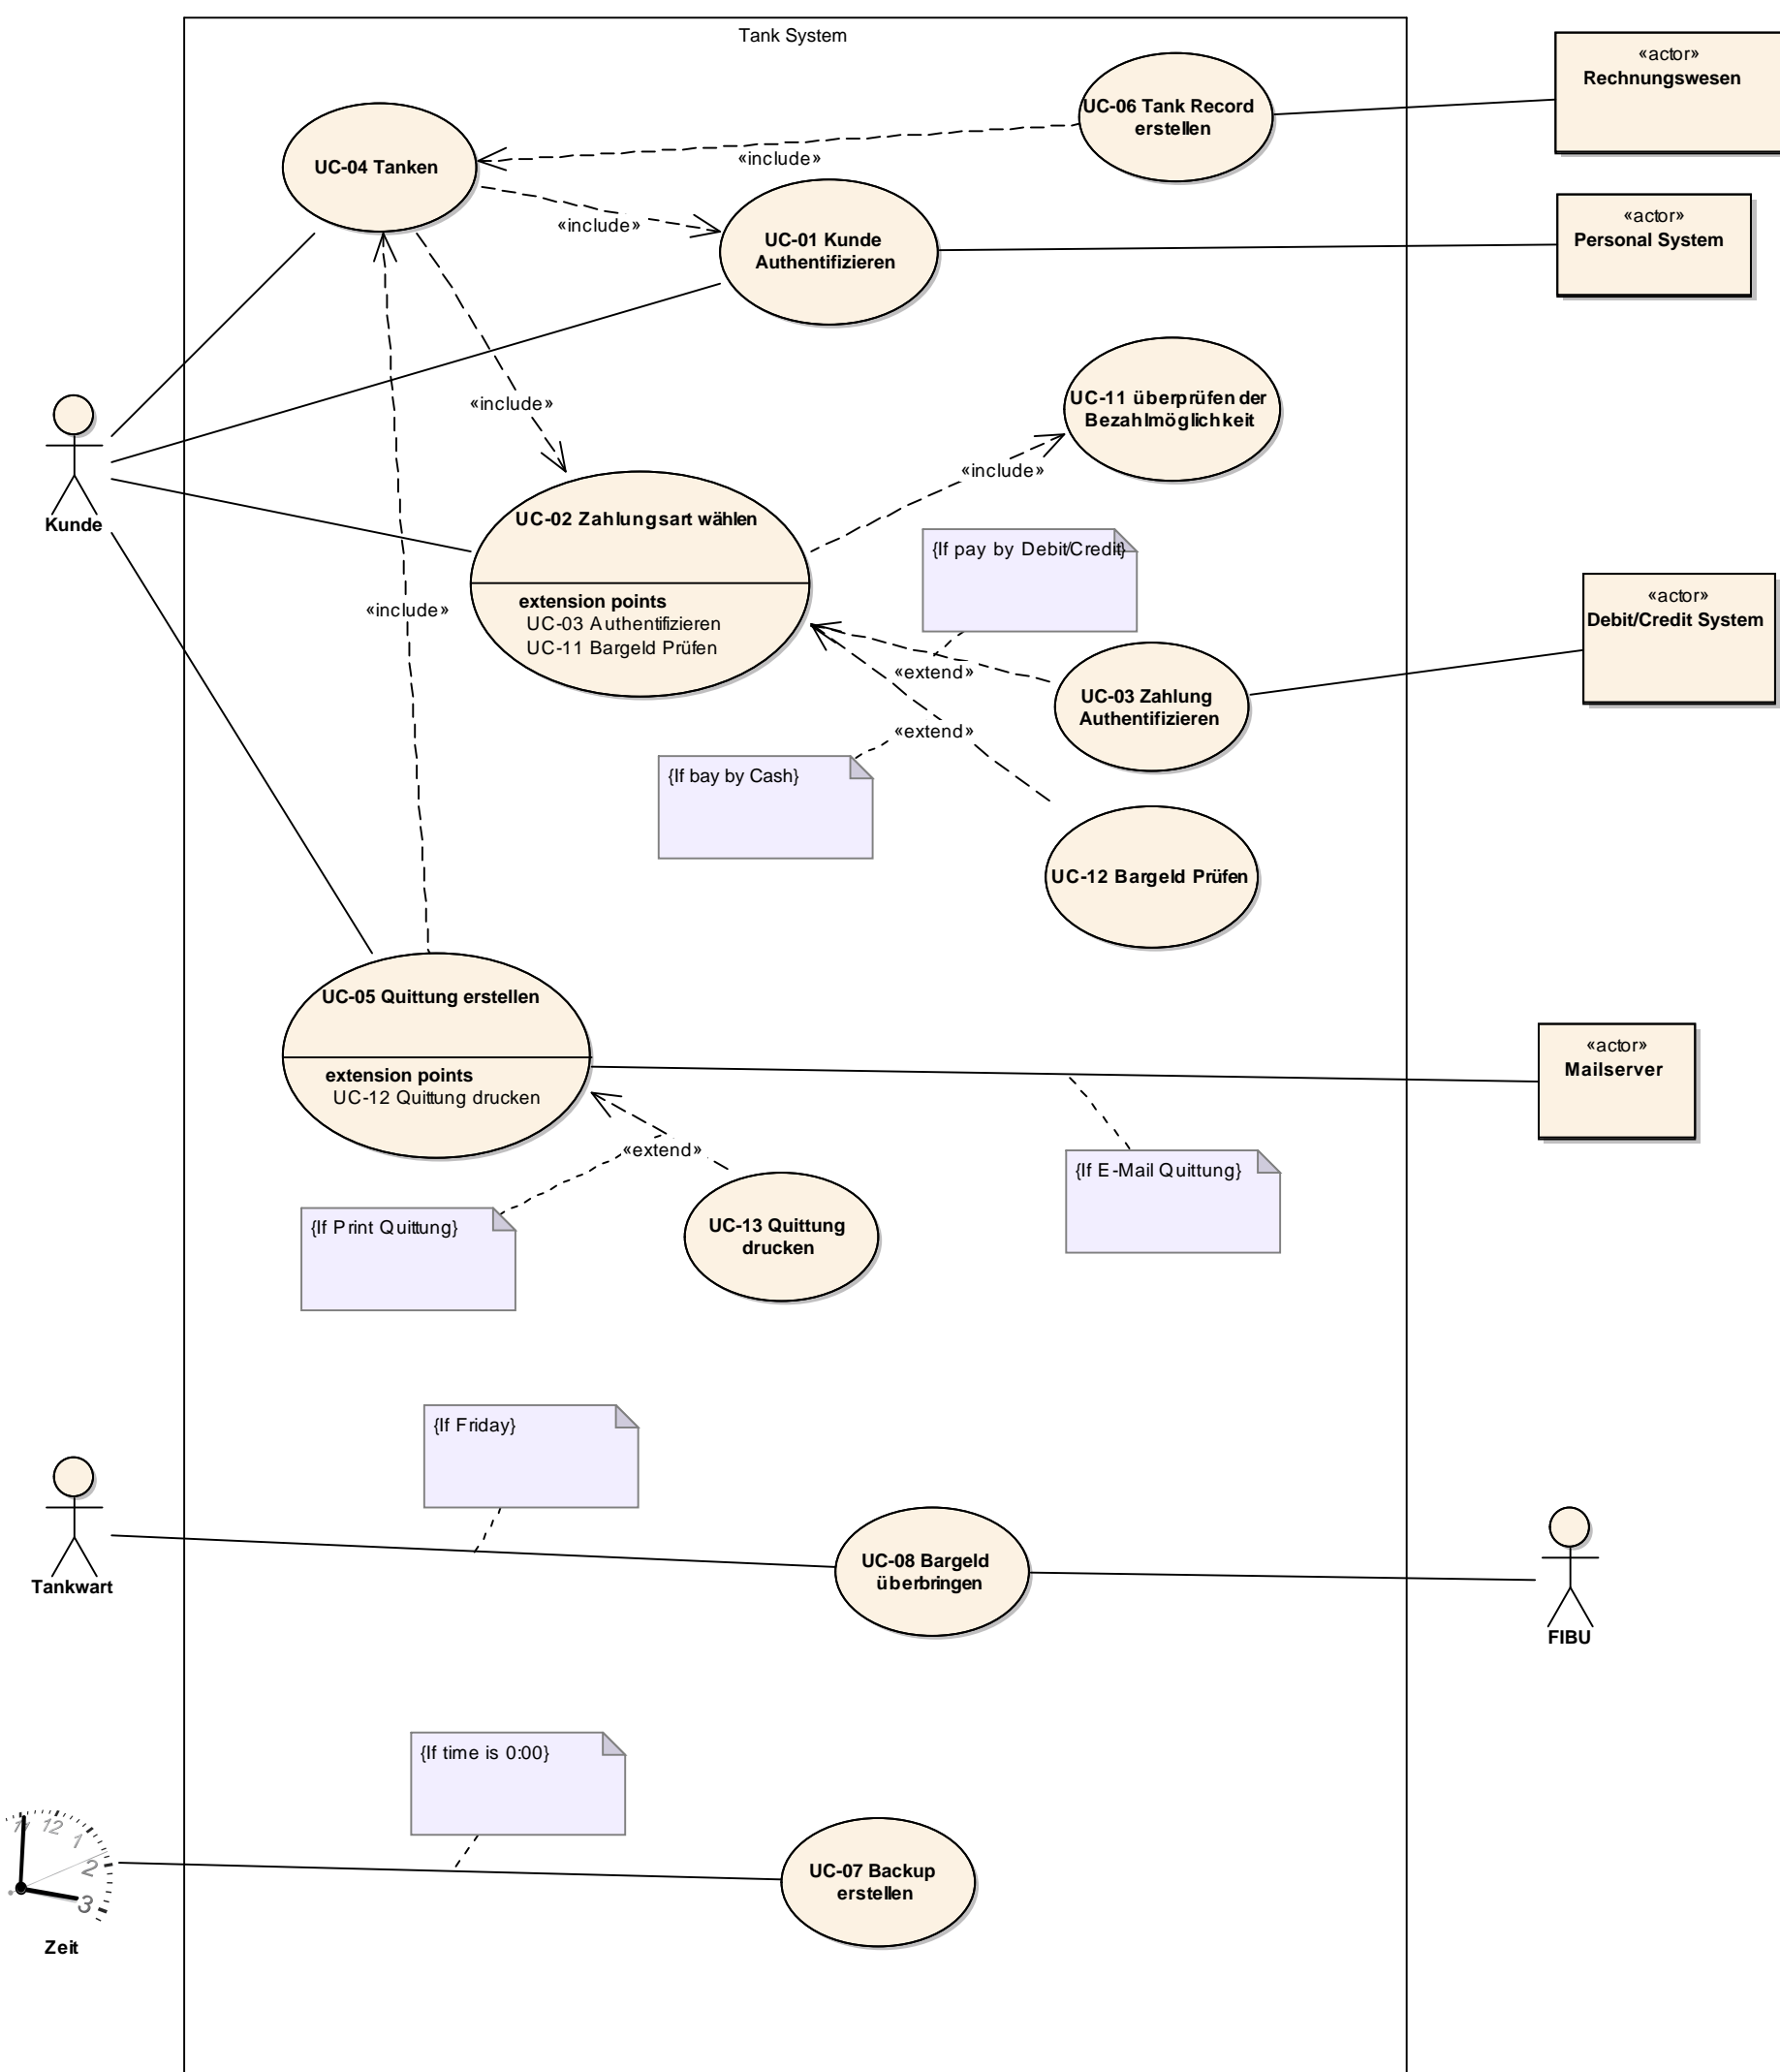 Tank System
«actor»
Rechnungswesen
UC-06 Tank Record
erstellen
UC-04 Tanken
«include»
«actor»
Personal System
«include»
UC-01 Kunde
Authentifizieren
UC-11 überprüfen der
Bezahlmöglichkeit
«include»
«include»
Kunde
UC-02 Zahlungsart wählen
extension points
UC-03 Authentifizieren
UC-11 Bargeld Prüfen
{If pay by Debit/Credit}
«actor»
Debit/Credit System
«include»
«extend»
UC-03 Zahlung
Authentifizieren
«extend»
{If bay by Cash}
UC-12 Bargeld Prüfen
UC-05 Quittung erstellen
extension points
UC-12 Quittung drucken
«actor»
Mailserver
«extend»
{If E-Mail Quittung}
{If Print Quittung}
UC-13 Quittung
drucken
{If Friday}
Tankwart
UC-08 Bargeld
überbringen
FIBU
{If time is 0:00}
11
12
1
2
3
UC-07 Backup
erstellen
Zeit